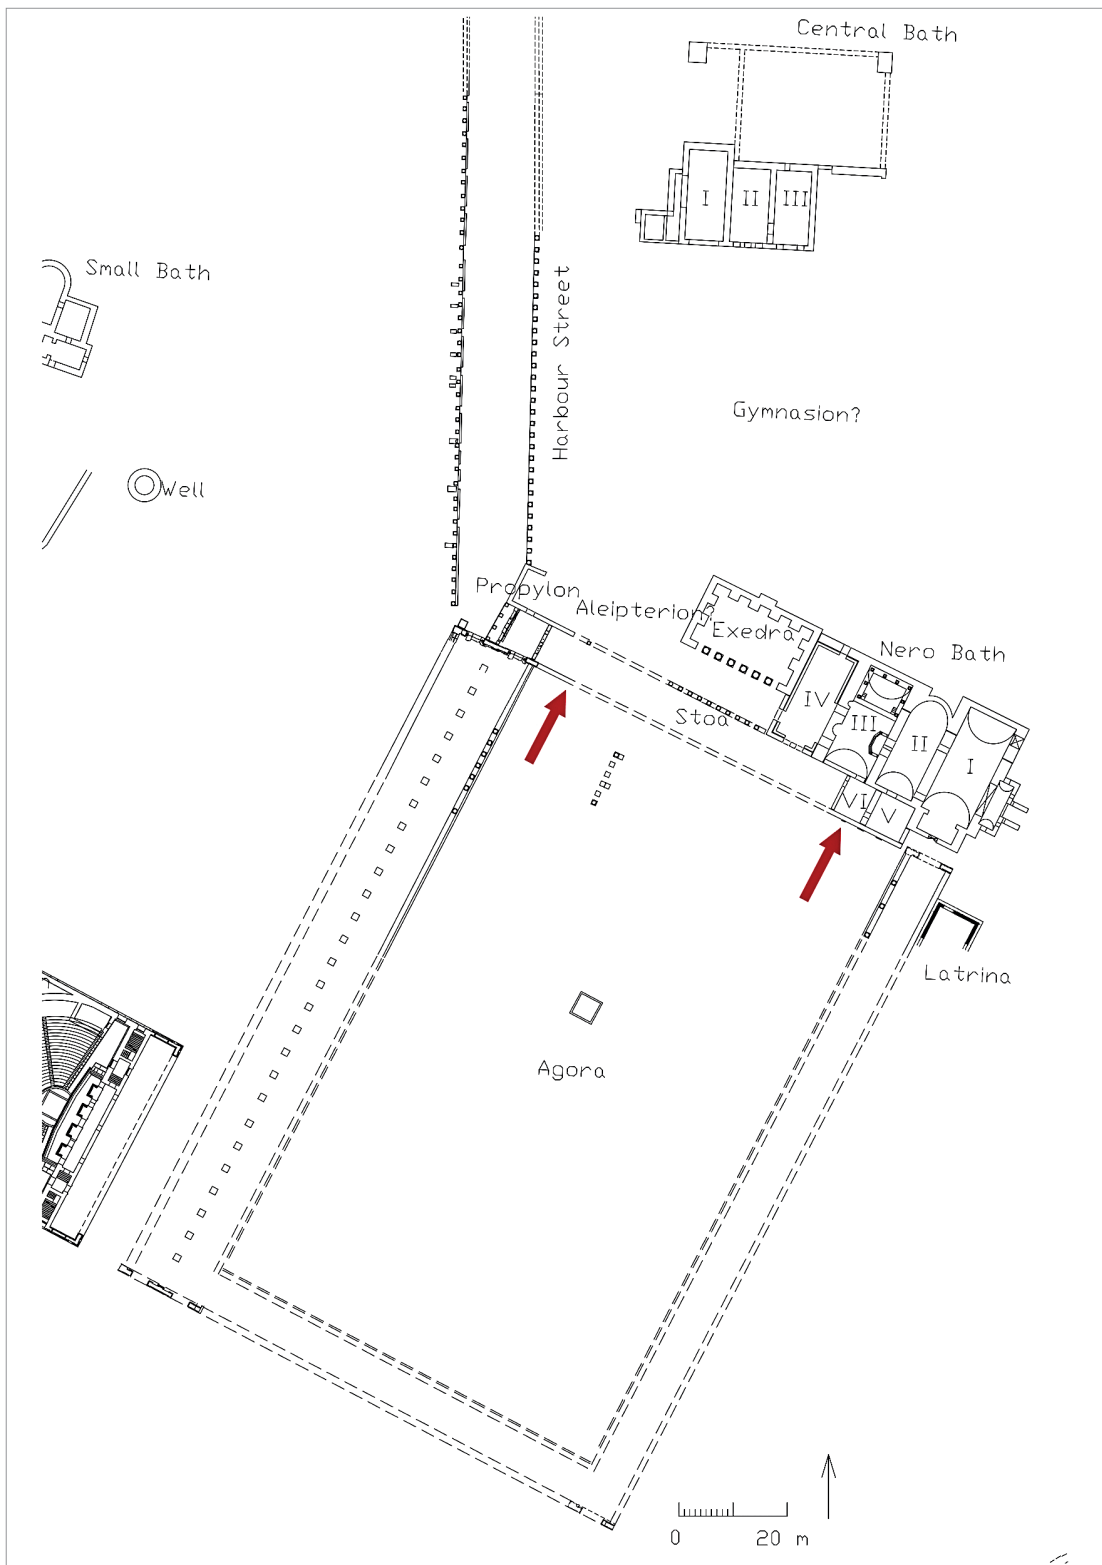 Central Bath
I
II
III
Small Bath
Harbour Street
Gymnasion?
Well
Propylon
Aleipterion
Exedra
Nero Bath
IV
III
II
I
Stoa
VI
V
Latrina
Agora
0 20 m